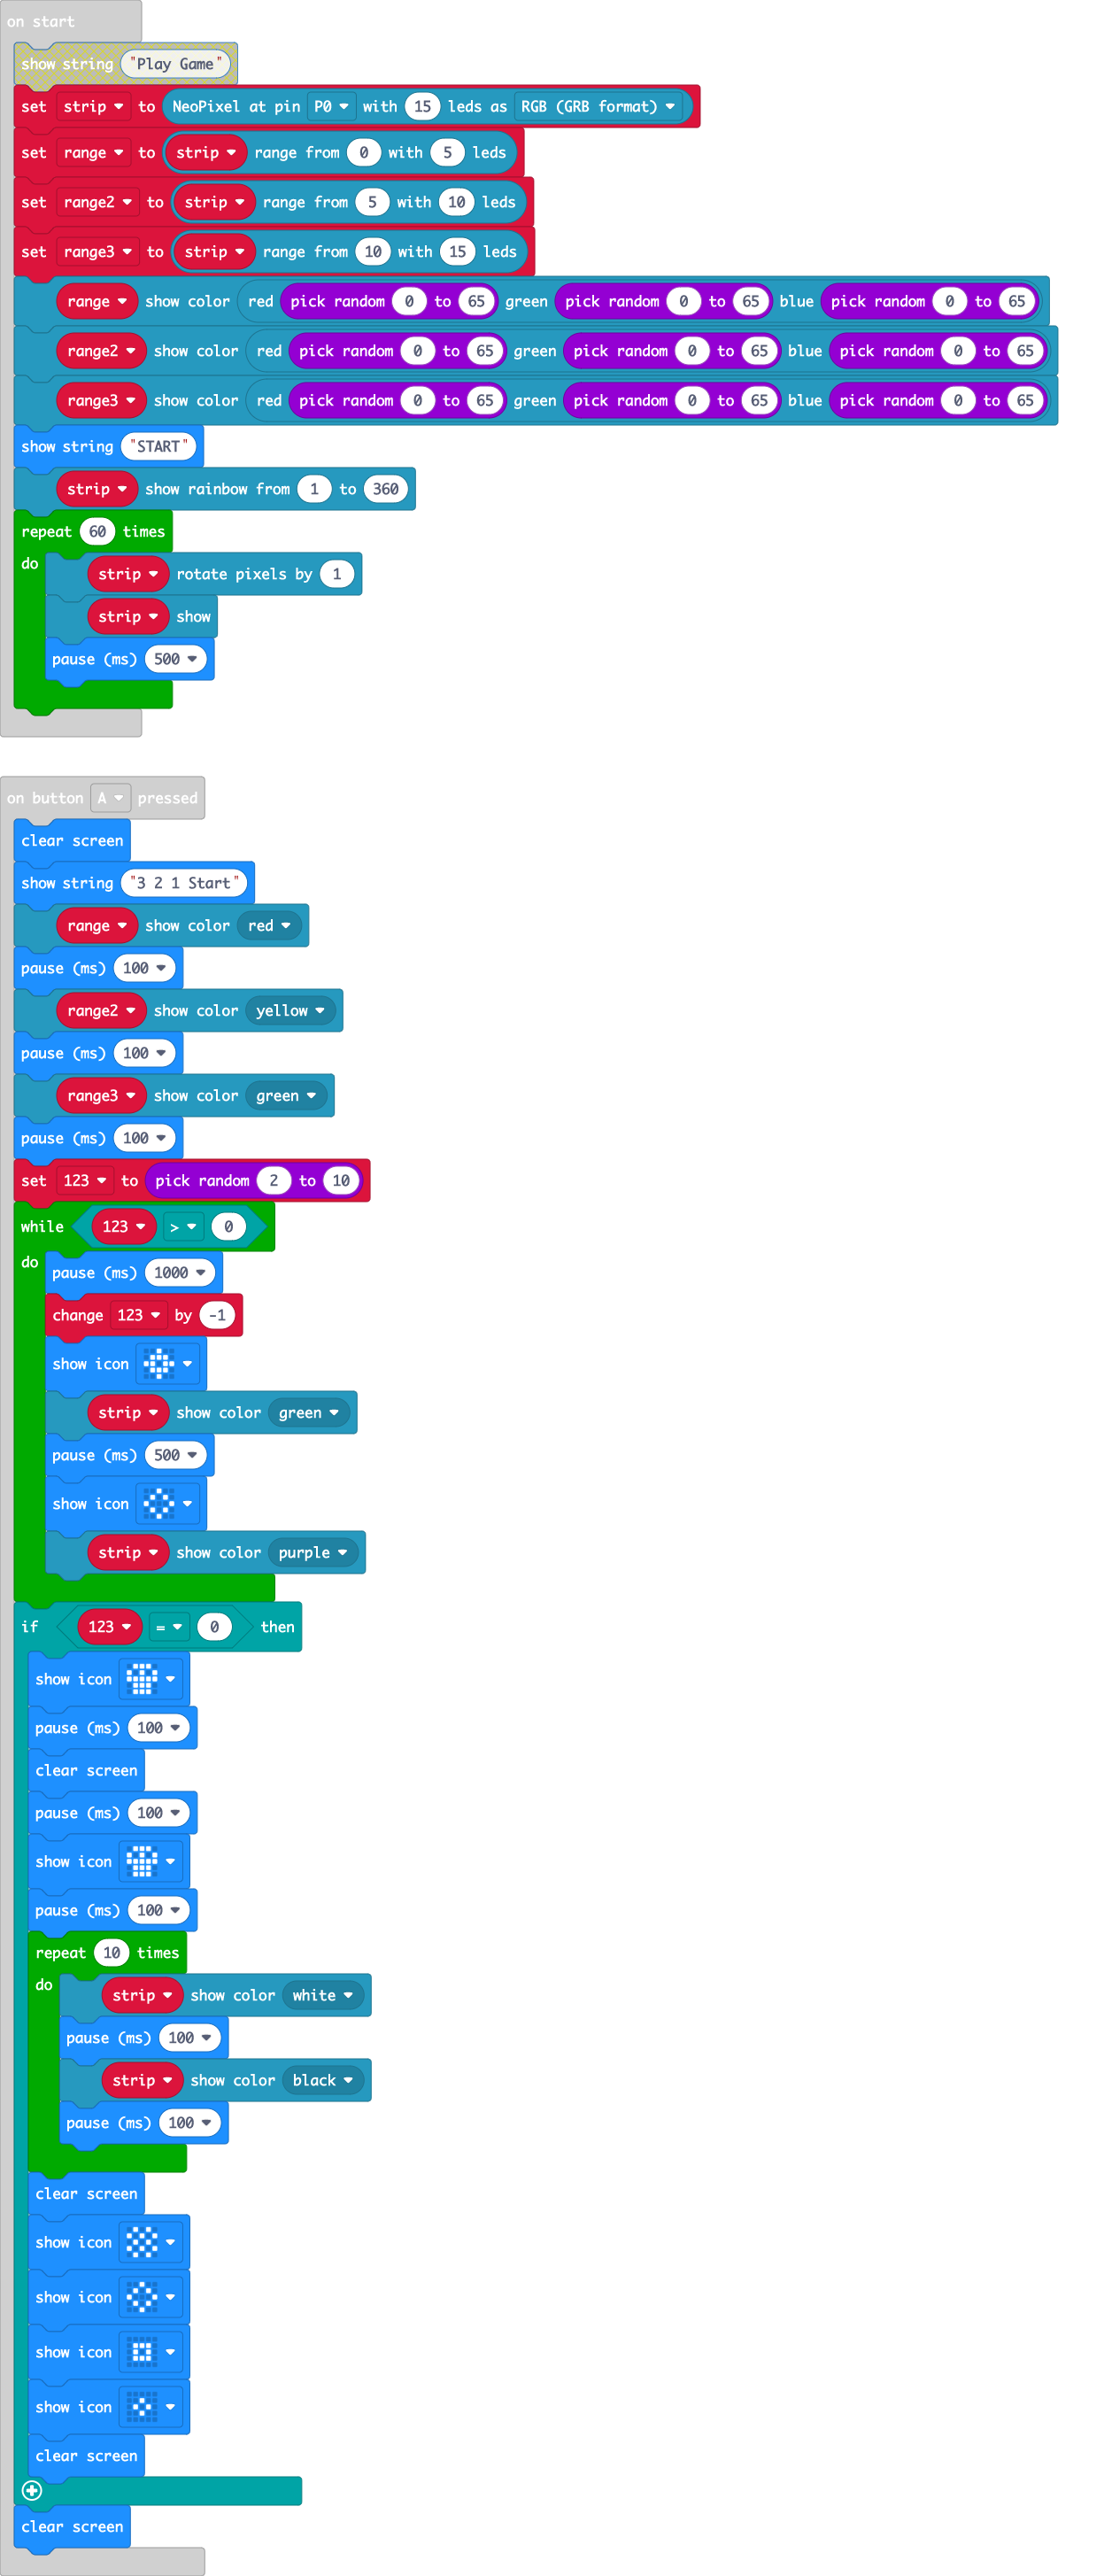 on start
show string "Play Game"
set strip to NeoPixel at pin P0 with 15 leds as RGB (GRB format)
set range to strip range from 0 with 5 leds
set range2 to strip range from 5 with 10 leds
set range3 to strip range from 10 with 15 leds
range show color red pick random 0 to 65 green pick random 0 to 65 blue pick random 0 to 65
range2 show color red pick random 0 to 65 green pick random 0 to 65 blue pick random 0 to 65
range3 show color red pick random 0 to 65 green pick random 0 to 65 blue pick random 0 to 65
show string "START"
strip show rainbow from 1 to 360
repeat 60 times
do
strip rotate pixels by 1
strip show
pause (ms) 500
on button A pressed
clear screen
show string "3 2 1 Start"
range show color red
pause (ms) 100
range2 show color yellow
pause (ms) 100
range3 show color green
pause (ms) 100
set 123 to pick random 2 to 10
while 123 > 0
do
pause (ms) 1000
change 123 by -1
show icon
strip show color green
pause (ms) 500
show icon
strip show color purple
if 123 = 0 then
show icon
pause (ms) 100
clear screen
pause (ms) 100
show icon
pause (ms) 100
repeat 10 times
do
strip show color white
pause (ms) 100
strip show color black
pause (ms) 100
clear screen
show icon
show icon
show icon
show icon
clear screen
clear screen